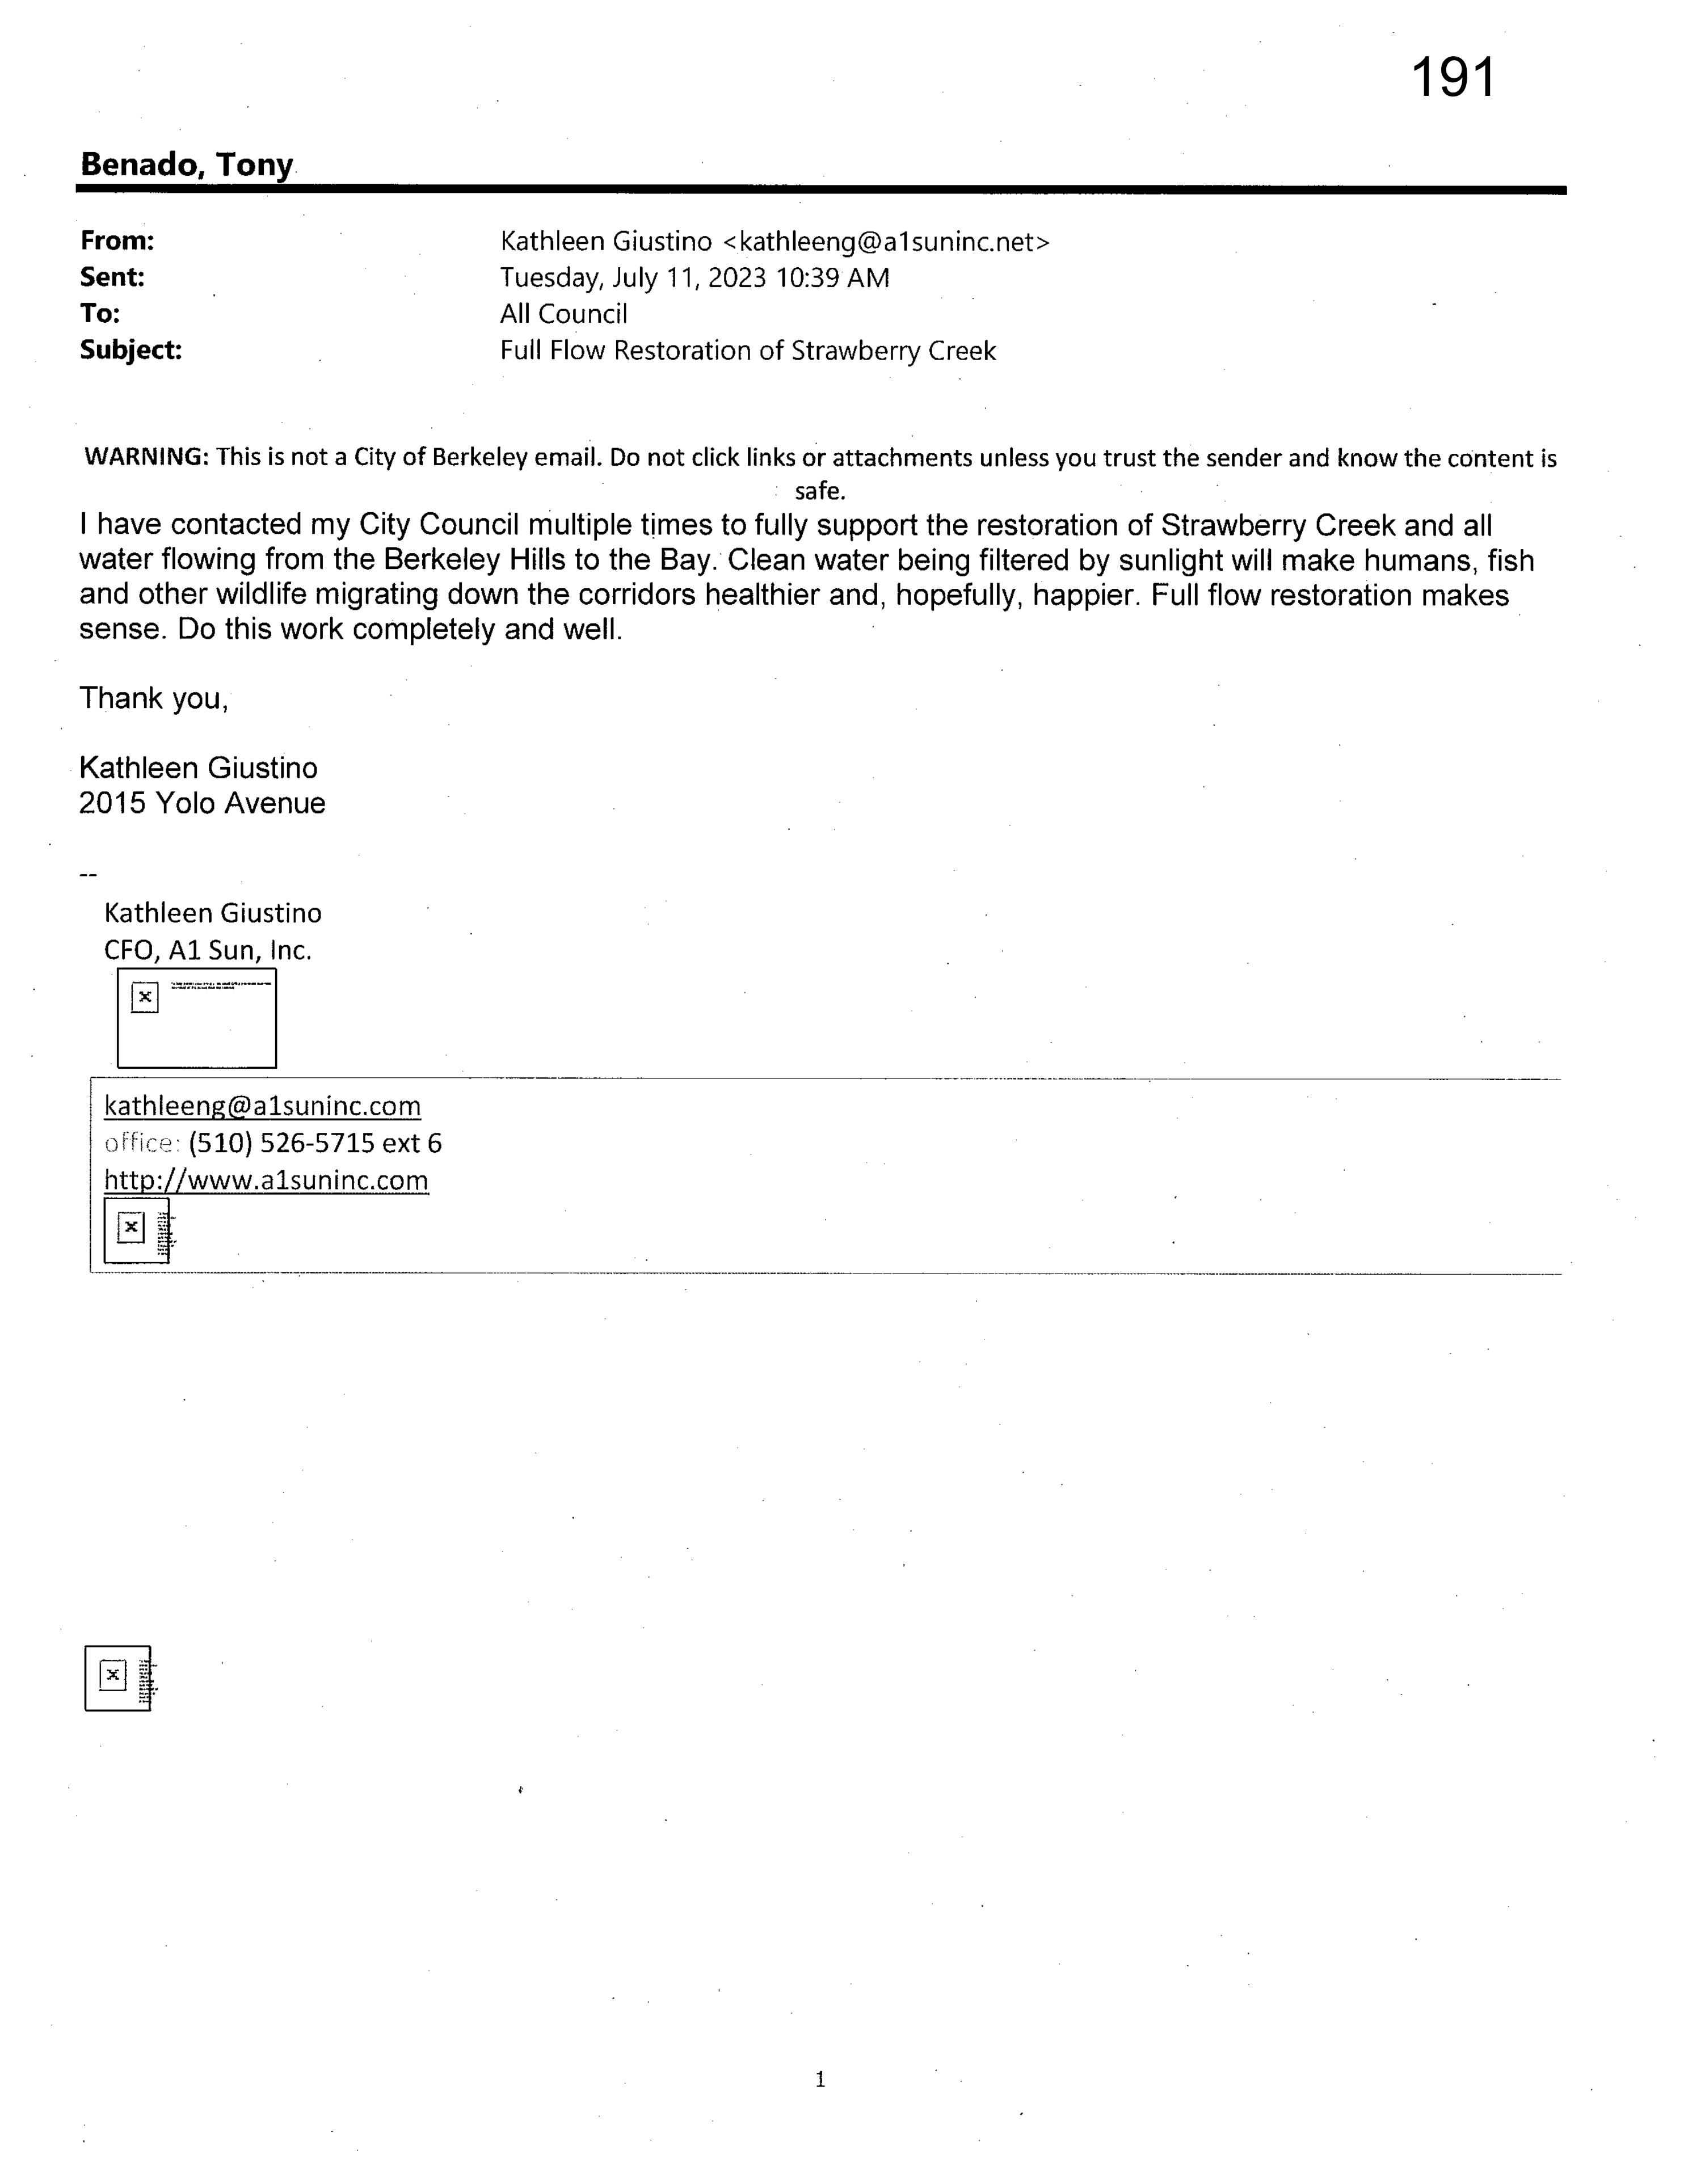 191
Benado, Tony
From: Kathleen Giustino <kathleeng@a1suninc.net>
Sent: Tuesday, July 11, 2023 10:39 AM
To: All Council
Subject: Full Flow Restoration of Strawberry Creek
WARNING: This is not a City of Berkeley email. Do not click links or attachments unless you trust the sender and know the content is
safe.
I have contacted my City Council multiple times to fully support the restoration of Strawberry Creek and all
water flowing from the Berkeley Hills to the Bay. Clean water being filtered by sunlight will make humans, fish
and other wildlife migrating down the corridors healthier and, hopefully, happier. Full flow restoration makes
sense. Do this work completely and well.
Thank you,
Kathleen Giustino
2015 Yolo Avenue
--
Kathleen Giustino
CFO, A1 Sun, Inc.
kathleeng@a1suninc.com
office: (510) 526-5715 ext 6
http://www.a1suninc.com
1